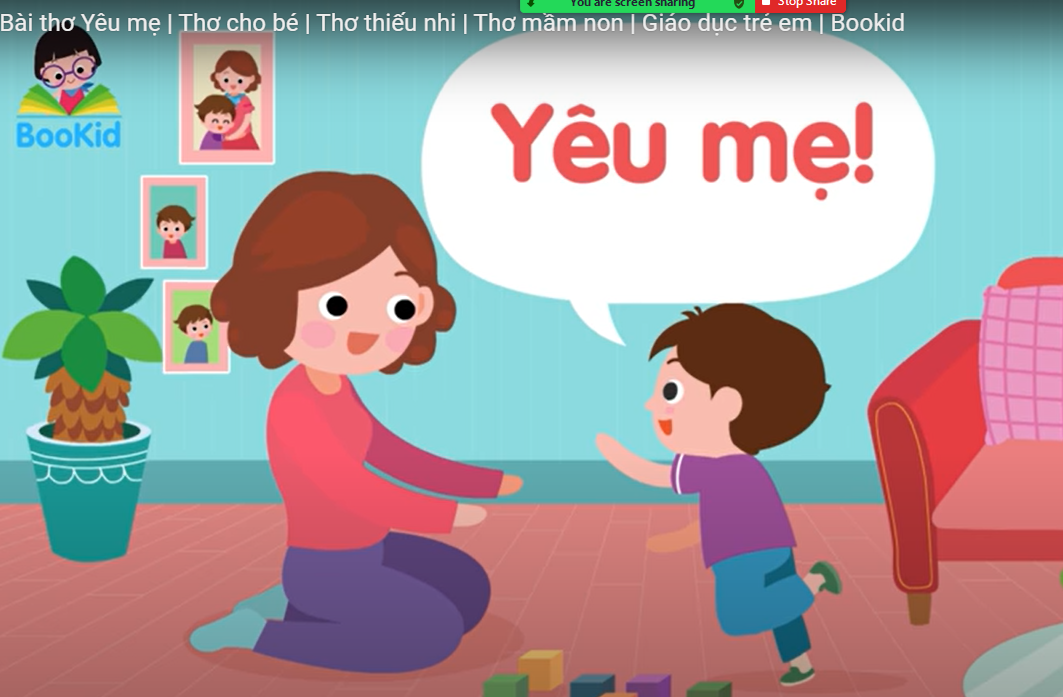 You are screen sharing Stop Share
Bài thơ Yêu mẹ | Thơ cho bé | Thơ thiếu nhi | Thơ mầm non | Giáo dục trẻ em | Bookid
BooKid
Yêu mẹ!